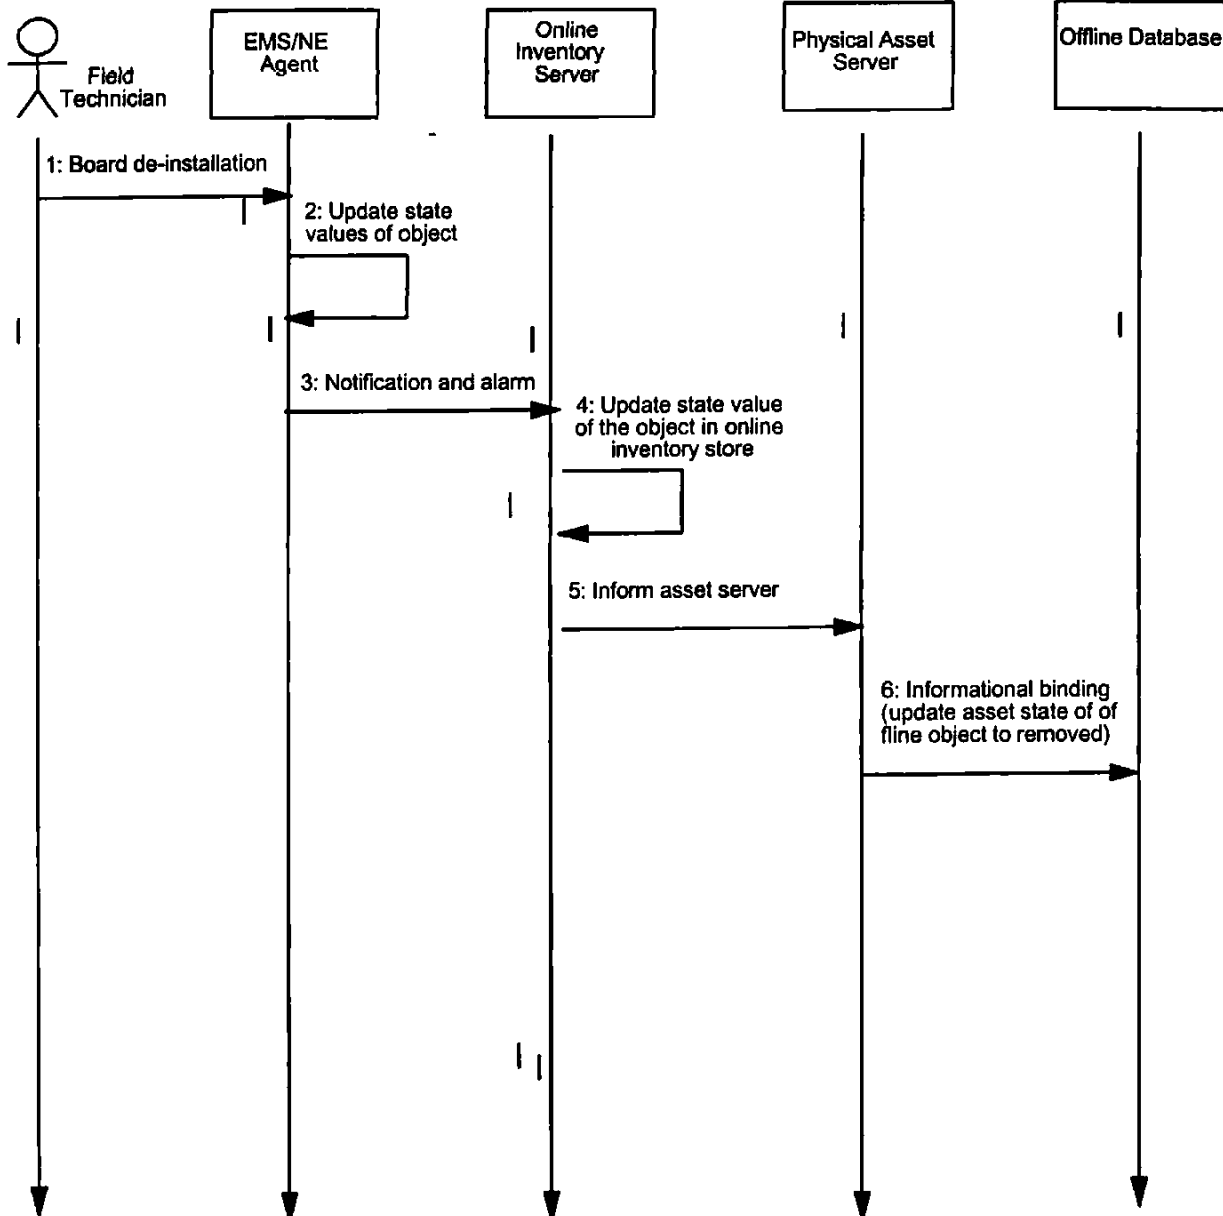 Field
Technician
EMS/NE
Agent
Online
Inventory
Server
Physical Asset
Server
Offline Database
1: Board de-installation
2: Update state
values of object
3: Notification and alarm
4: Update state value
of the object in online
inventory store
5: Inform asset server
6: Informational binding
(update asset state of of
fline object to removed)